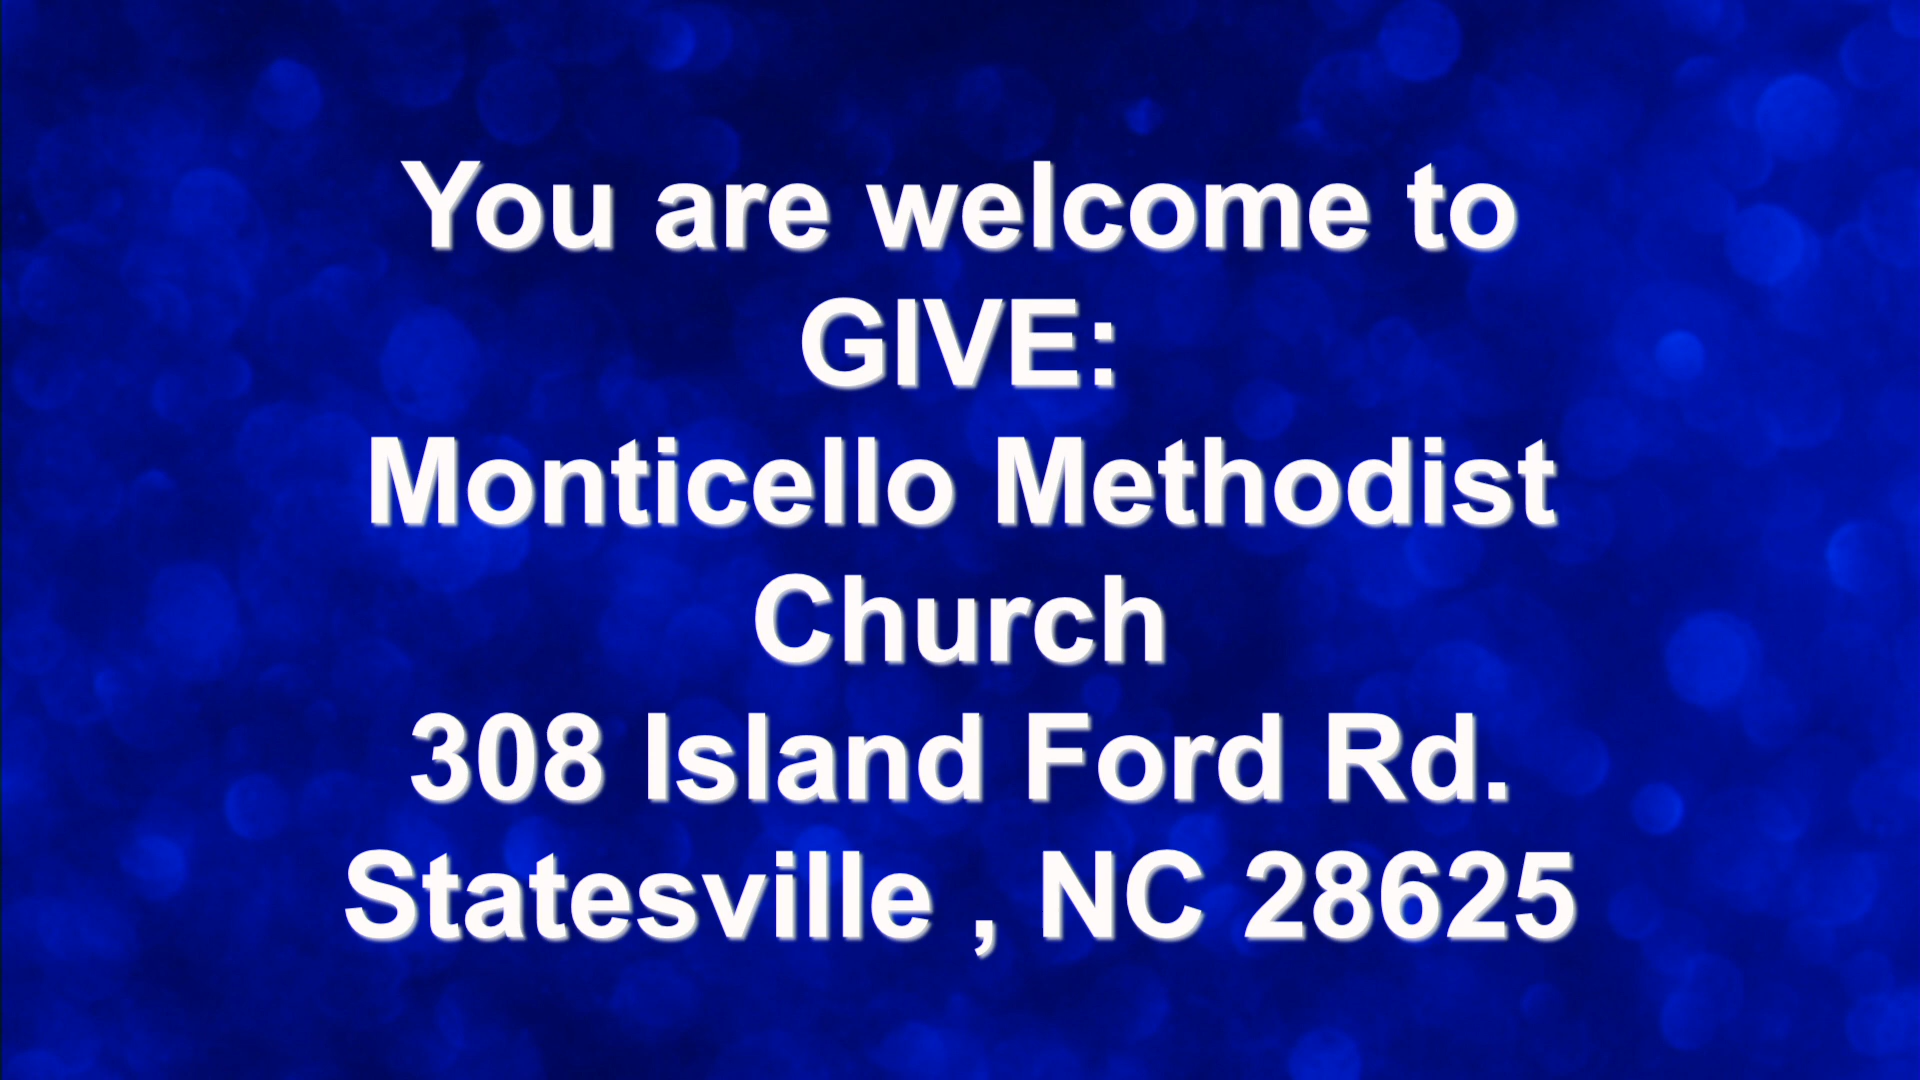 You are welcome to
GIVE:
Monticello Methodist
Church
308 Island Ford Rd.
Statesville , NC 28625